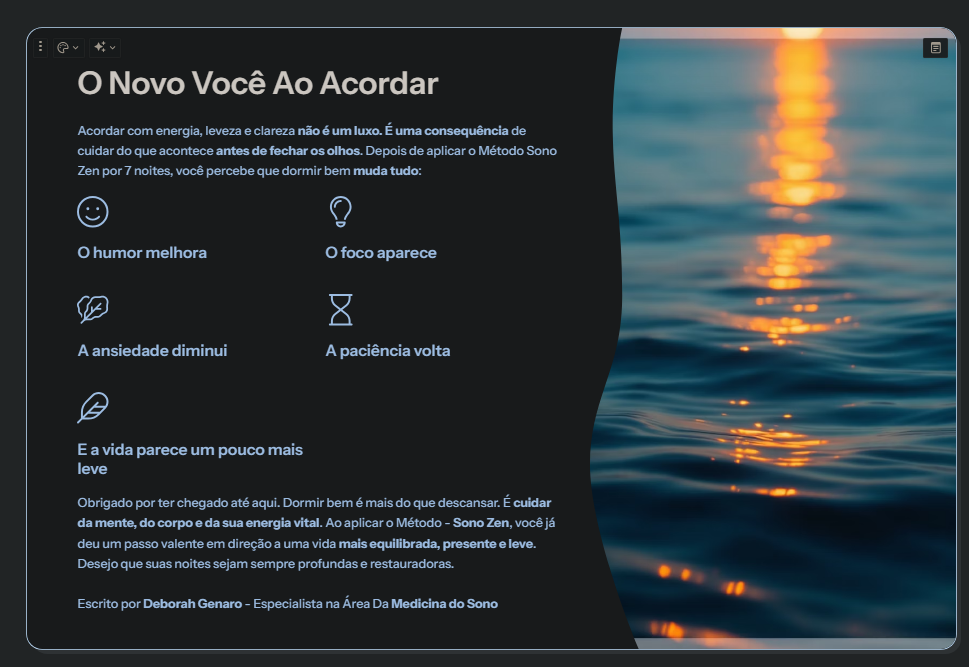 O Novo Você Ao Acordar
Acordar com energia, leveza e clareza não é um luxo. É uma consequência de
cuidar do que acontece antes de fechar os olhos. Depois de aplicar o Método Sono
Zen por 7 noites, você percebe que dormir bem muda tudo:
O humor melhora
O foco aparece
A ansiedade diminui
A paciência volta
E a vida parece um pouco mais
leve
Obrigado por ter chegado até aqui. Dormir bem é mais do que descansar. É cuidar
da mente, do corpo e da sua energia vital. Ao aplicar o Método - Sono Zen, você já
deu um passo valente em direção a uma vida mais equilibrada, presente e leve.
Desejo que suas noites sejam sempre profundas e restauradoras.
Escrito por Deborah Genaro - Especialista na Área Da Medicina do Sono